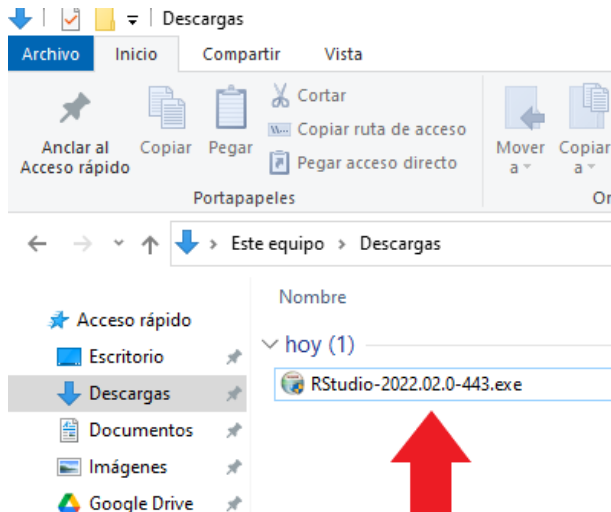 Descargas
Archivo Inicio Compartir Vista
Anclar al
Acceso rápido
Copiar
Pegar
Cortar
Copiar ruta de acceso
Pegar acceso directo
Mover
a
Copiar
a
Portapapeles
Or
Este equipo > Descargas
Nombre
Acceso rápido
hoy (1)
Escritorio
RStudio-2022.02.0-443.exe
Descargas
Documentos
Imágenes
Google Drive